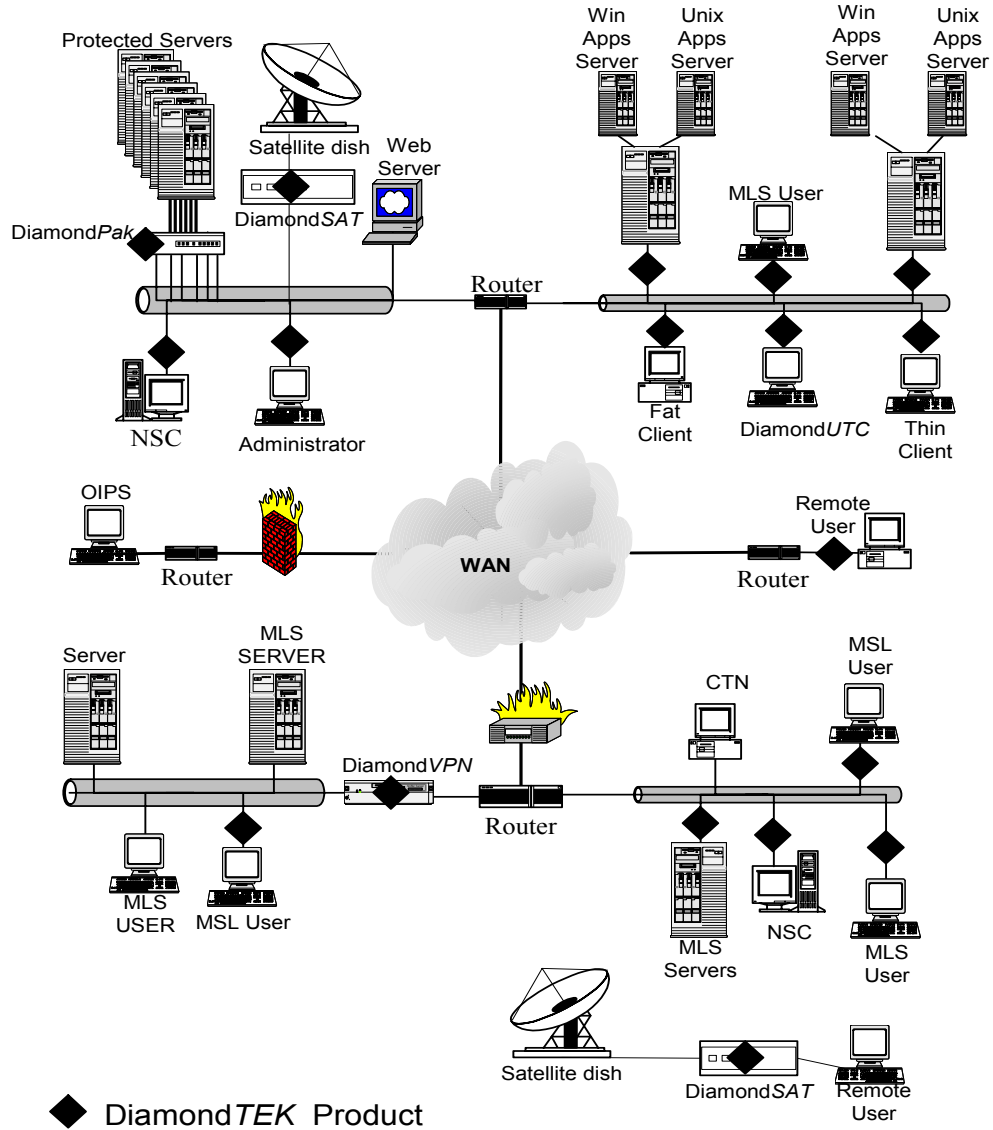 Protected Servers
Satellite dish
DiamondSAT
Web
Server
DiamondPak
NSC
Administrator
Router
Win
Apps
Server
Unix
Apps
Server
Win
Apps
Server
Unix
Apps
Server
MLS User
Fat
Client
DiamondUTC
Thin
Client
OIPS
Router
WAN
Remote
User
Router
Server
MLS
SERVER
DiamondVPN
Router
MLS
USER
MSL User
CTN
MSL
User
MLS
Servers
NSC
MLS
User
Satellite dish
DiamondSAT
Remote
User
DiamondTEK Product